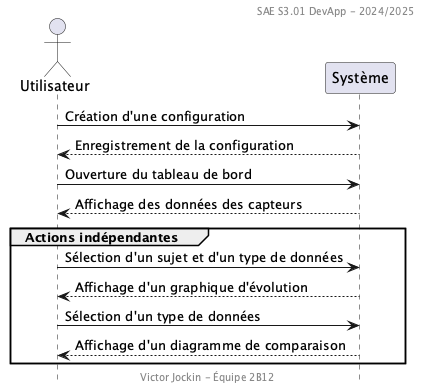 SAE S3.01 DevApp - 2024/2025
Utilisateur
Système
Création d'une configuration
Enregistrement de la configuration
Ouverture du tableau de bord
Affichage des données des capteurs
Actions indépendantes
Sélection d'un sujet et d'un type de données
Affichage d'un graphique d'évolution
Sélection d'un type de données
Affichage d'un diagramme de comparaison
Victor Jockin - Équipe 2B12